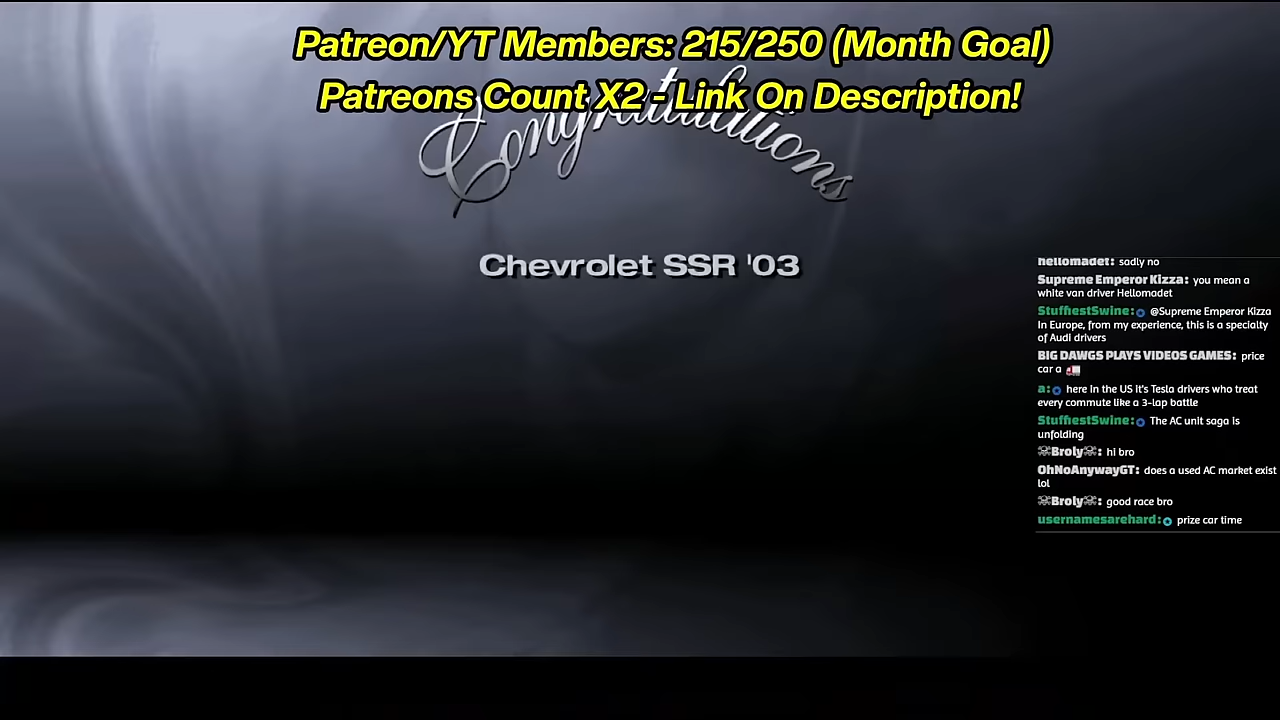 Patreon/YT Members: 215/250 (Month Goal)
Patreons Count X2 - Link On Description!
Congratulations
Chevrolet SSR '03
hellomadet: sadly no
Supreme Emperor Kizza: you mean a
white van driver Hellomadet
StuffiestSwine: @Supreme Emperor Kizza
In Europe, from my experience, this is a specialty
of Audi drivers
BIG DAWGS PLAYS VIDEOS GAMES: price
car a 🚛
a: here in the US it's Tesla drivers who treat
every commute like a 3-lap battle
StuffiestSwine: The AC unit saga is
unfolding
☠Broly☠: hi bro
OhNoAnywayGT: does a used AC market exist
lol
☠Broly☠: good race bro
usernamesarehard: prize car time